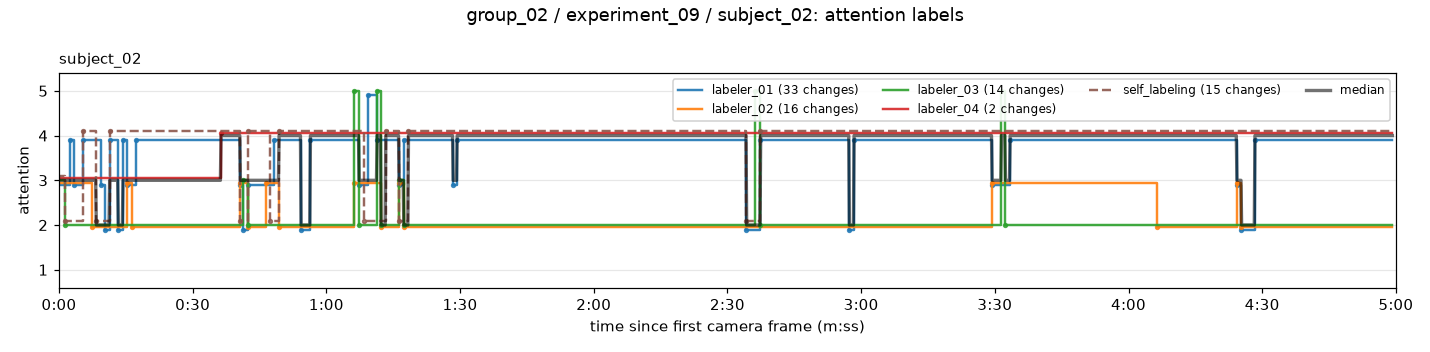 group_02 / experiment_09 / subject_02: attention labels
subject_02
labeler_01 (33 changes)
labeler_02 (16 changes)
labeler_03 (14 changes)
labeler_04 (2 changes)
self_labeling (15 changes)
median
attention
5
4
3
2
1
0:00 0:30 1:00 1:30 2:00 2:30 3:00 3:30 4:00 4:30 5:00
time since first camera frame (m:ss)